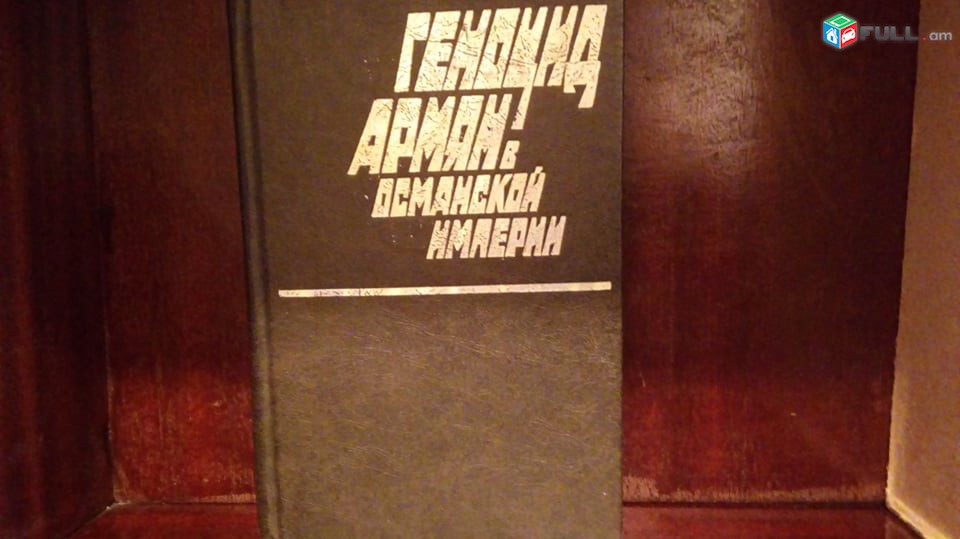 ГЕНОЦИД
АРМЯН В
ОСМАНСКОЙ
ИМПЕРИИ
FULL.am